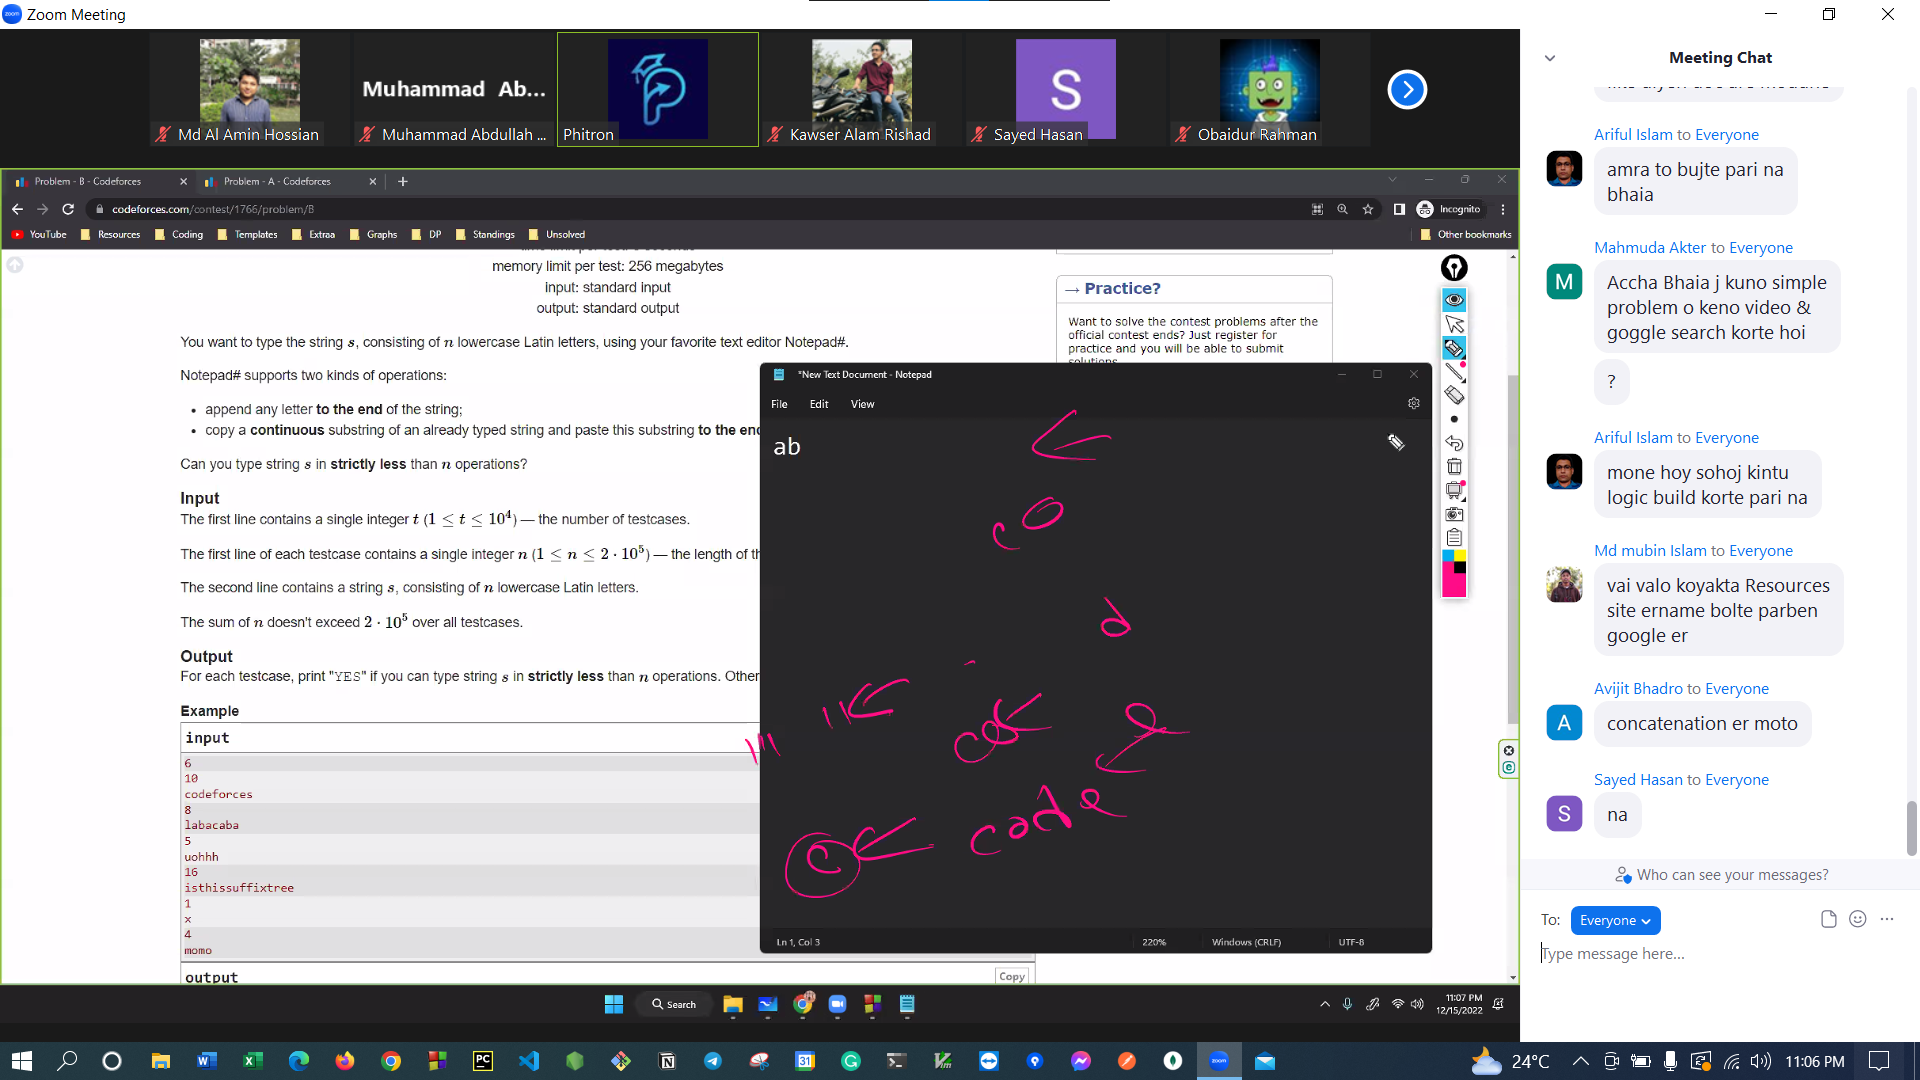 Zoom Meeting
Muhammad Ab...
S
Md Al Amin Hossian
Muhammad Abdullah ...
Phitron
Kawser Alam Rishad
Sayed Hasan
Obaidur Rahman
Problem - B - Codeforces
Problem - A - Codeforces
codeforces.com/contest/1766/problem/B
Incognito
YouTube
Resources
Coding
Templates
Extraa
Graphs
DP
Standings
Unsolved
Other bookmarks
memory limit per test: 256 megabytes
input: standard input
output: standard output
You want to type the string s, consisting of n lowercase Latin letters, using your favorite text editor Notepad#.
Notepad# supports two kinds of operations:
• append any letter to the end of the string;
• copy a continuous substring of an already typed string and paste this substring to the end
Can you type string s in strictly less than n operations?
Input
The first line contains a single integer t (1 ≤ t ≤ 10⁴) — the number of testcases.
The first line of each testcase contains a single integer n (1 ≤ n ≤ 2 · 10⁵) — the length of th
The second line contains a string s, consisting of n lowercase Latin letters.
The sum of n doesn't exceed 2 · 10⁵ over all testcases.
Output
For each testcase, print "YES" if you can type string s in strictly less than n operations. Other
Example
input
6
10
codeforces
8
labacaba
5
uohhh
16
isthissuffixtree
1
x
4
momo
output
Copy
→ Practice?
Want to solve the contest problems after the
official contest ends? Just register for
practice and you will be able to submit
solutions
*New Text Document - Notepad
File
Edit
View
ab
c o
d
co
e
code
c
Ln 1, Col 3
220%
Windows (CRLF)
UTF-8
Search
11:07 PM
12/15/2022
Meeting Chat
Ariful Islam to Everyone
amra to bujte pari na
bhaia
Mahmuda Akter to Everyone
M
Accha Bhaia j kuno simple
problem o keno video &
goggle search korte hoi
?
Ariful Islam to Everyone
mone hoy sohoj kintu
logic build korte pari na
Md mubin Islam to Everyone
vai valo koyakta Resources
site ername bolte parben
google er
Avijit Bhadro to Everyone
A
concatenation er moto
Sayed Hasan to Everyone
S
na
Who can see your messages?
To:
Everyone
Type message here...
24°C
11:06 PM